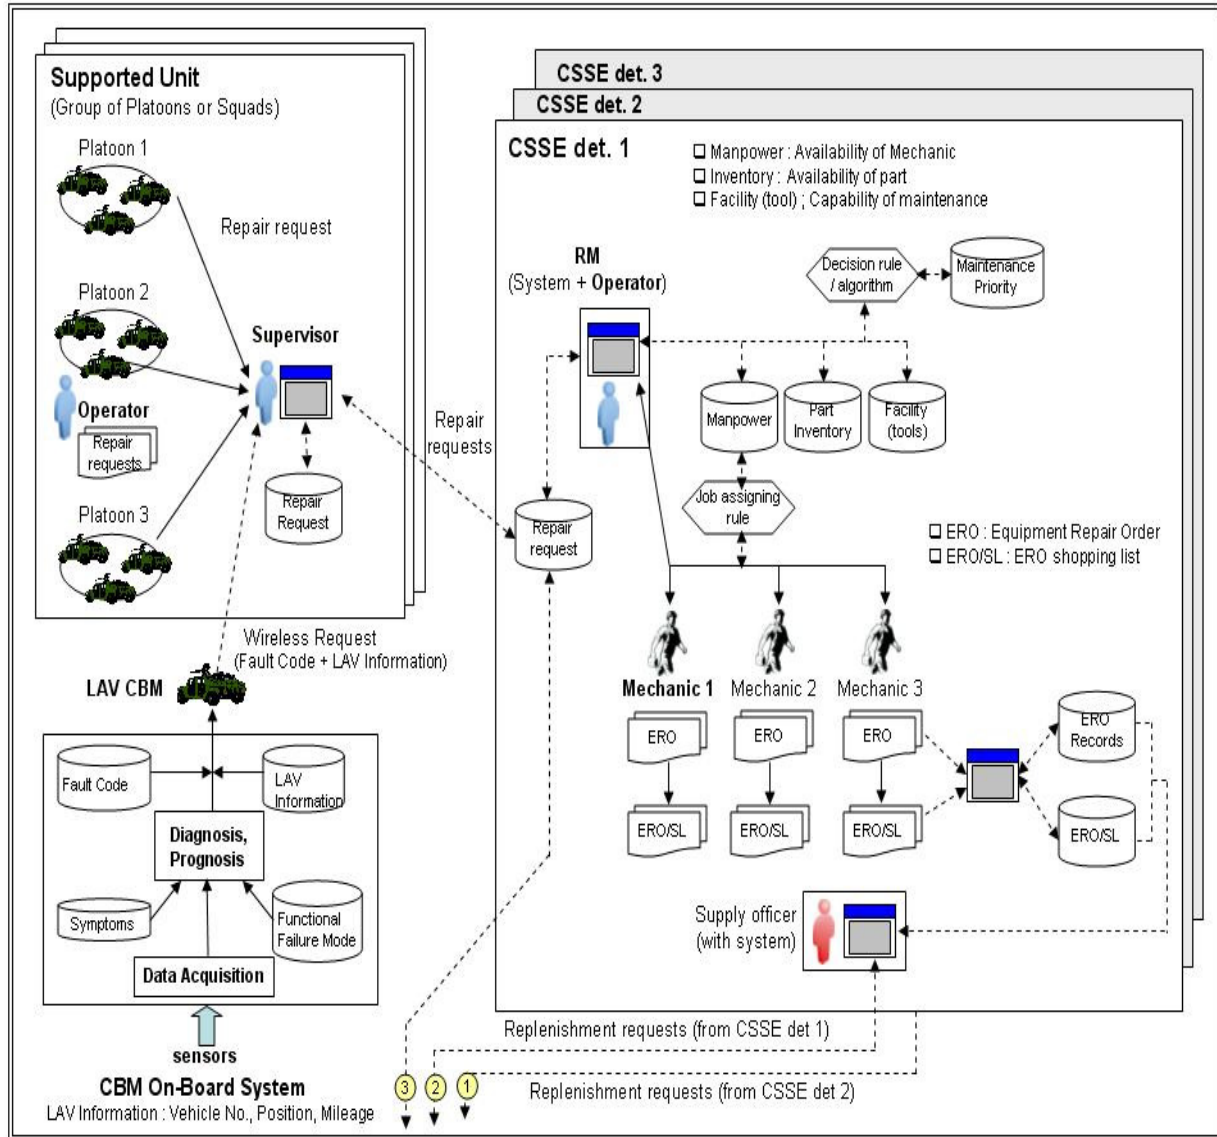 Supported Unit
(Group of Platoons or Squads)
Platoon 1
Repair request
Platoon 2
Supervisor
Operator
Repair
requests
Repair
Request
Platoon 3
Repair
requests
Wireless Request
(Fault Code + LAV Information)
LAV CBM
Fault Code
LAV
Information
Diagnosis,
Prognosis
Symptoms
Functional
Failure Mode
Data Acquisition
sensors
CBM On-Board System
LAV Information : Vehicle No., Position, Mileage
CSSE det. 3
CSSE det. 2
CSSE det. 1
❑ Manpower : Availability of Mechanic
❑ Inventory : Availability of part
❑ Facility (tool) ; Capability of maintenance
RM
(System + Operator)
Decision rule
/ algorithm
Maintenance
Priority
Manpower
Part
Inventory
Facility
(tools)
Job assigning
rule
Repair
request
❑ ERO : Equipment Repair Order
❑ ERO/SL : ERO shopping list
Mechanic 1
Mechanic 2
Mechanic 3
ERO
ERO
ERO
ERO/SL
ERO/SL
ERO/SL
ERO
Records
ERO/SL
Supply officer
(with system)
Replenishment requests (from CSSE det 1)
3
2
1
Replenishment requests (from CSSE det 2)